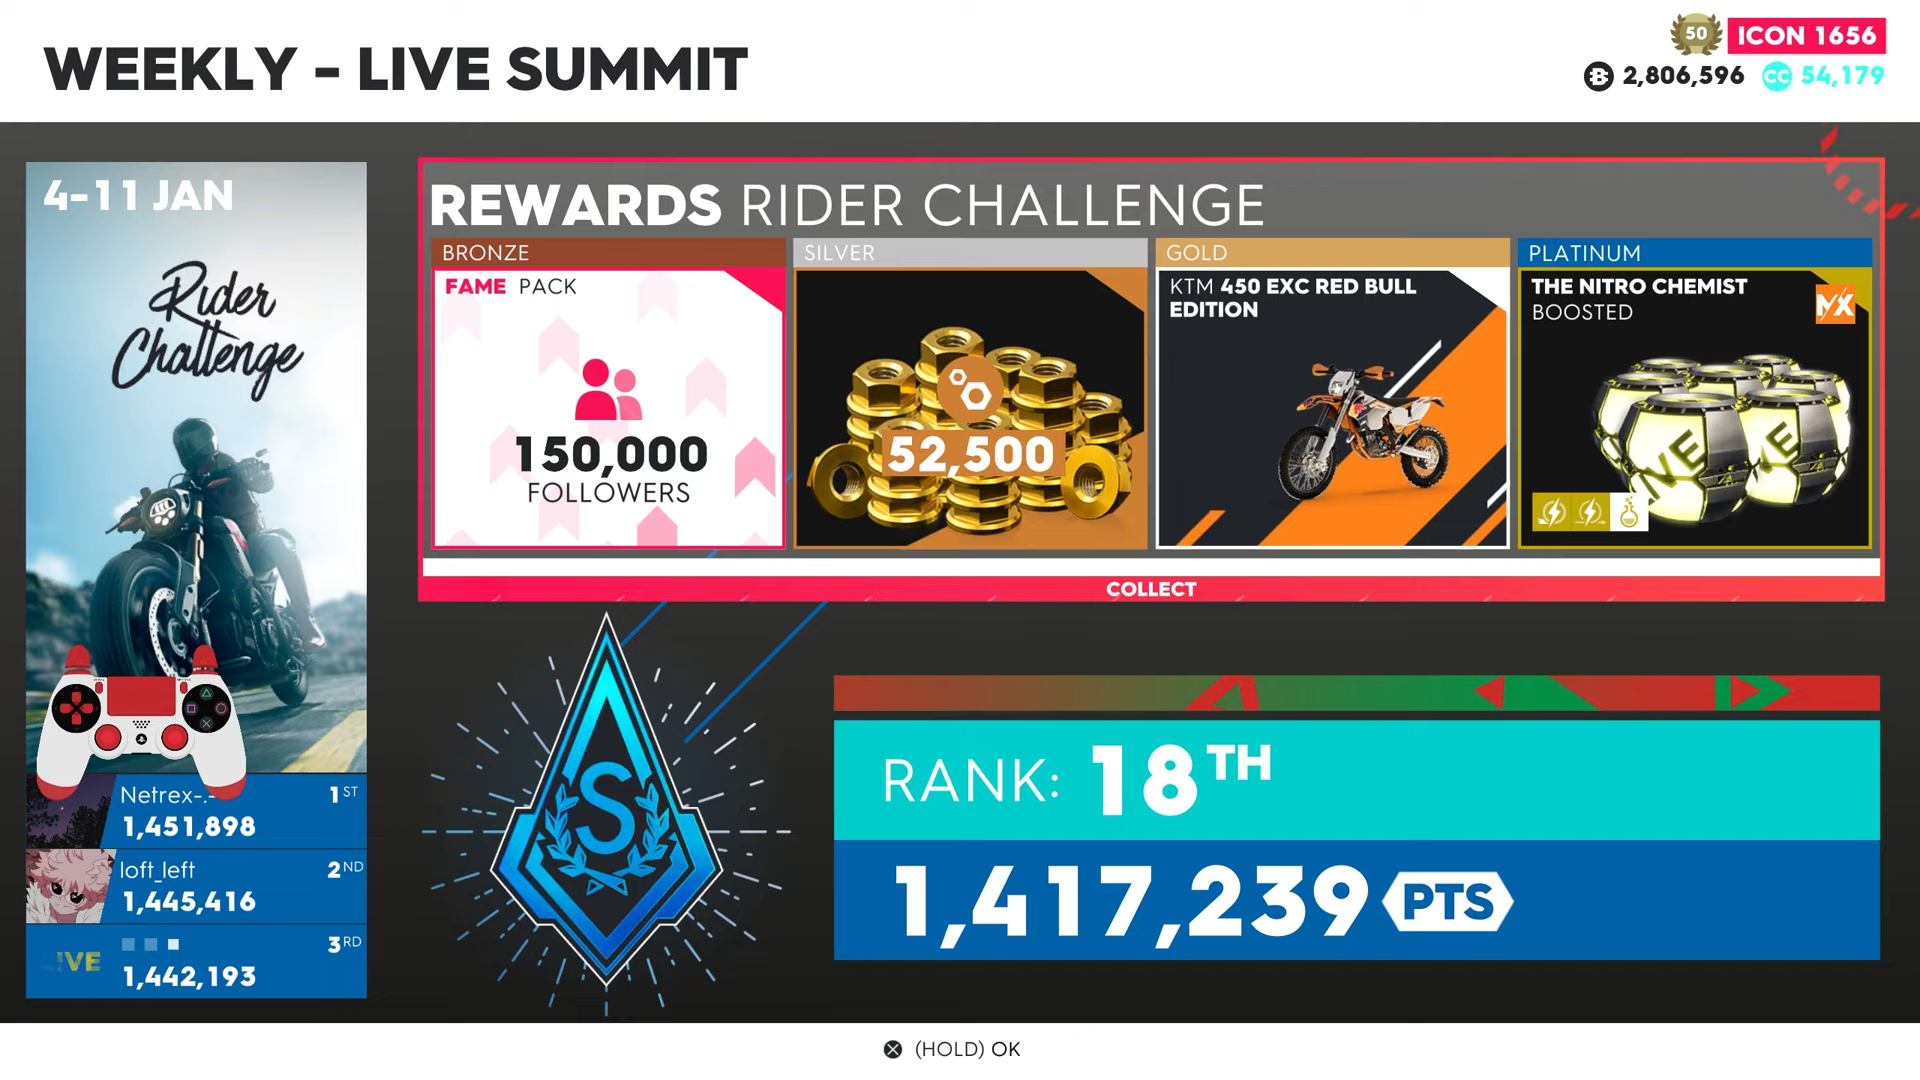 WEEKLY - LIVE SUMMIT
50
ICON 1656
2,806,596
CC 54,179
4-11 JAN
Rider
Challenge
REWARDS RIDER CHALLENGE
BRONZE
FAME PACK
150,000
FOLLOWERS
SILVER
52,500
GOLD
KTM 450 EXC RED BULL
EDITION
PLATINUM
THE NITRO CHEMIST
BOOSTED
MX
LIVE
COLLECT
Netrex-.-
1ST
1,451,898
loft_left
2ND
1,445,416
3RD
1,442,193
S
RANK: 18TH
1,417,239 PTS
(HOLD) OK